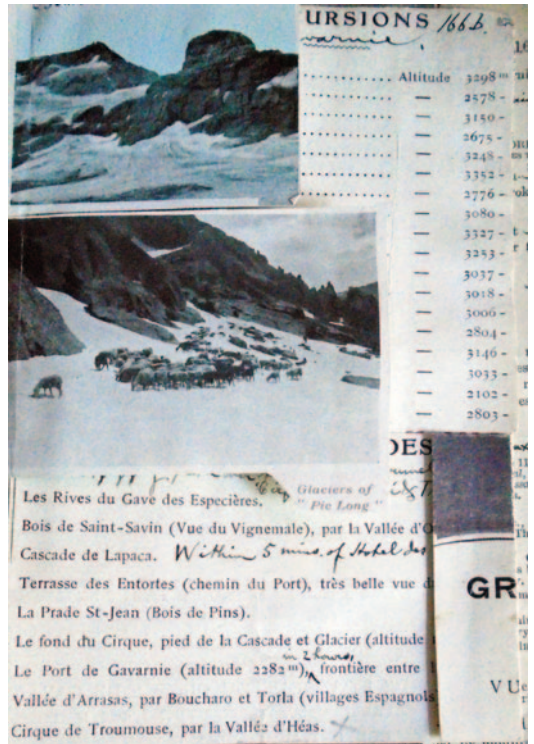 URSIONS 166b.
varnie.
Altitude 3298 m
— 2578 -
— 3150 -
— 2675 -
— 3248 -
— 3352 -
— 2776 -
— 3080 -
— 3327 -
— 3253 -
— 3037 -
— 3018 -
— 3006 -
— 2804 -
— 3146 -
— 3033 -
— 2102 -
— 2803 -
DES
Glaciers of
" Pic Long "
Les Rives du Gave des Especières.
Bois de Saint-Savin (Vue du Vignemale), par la Vallée d'O
Cascade de Lapaca. Within 5 mins. of Hotel des
Terrasse des Entortes (chemin du Port), très belle vue d
GR
La Prade St-Jean (Bois de Pins).
Le fond du Cirque, pied de la Cascade et Glacier (altitude
in 2 hours
Le Port de Gavarnie (altitude 2282 m), frontière entre
VUe
Vallée d'Arrasas, par Boucharo et Torla (villages Espagnols
Cirque de Troumouse, par la Vallée d'Héas. x